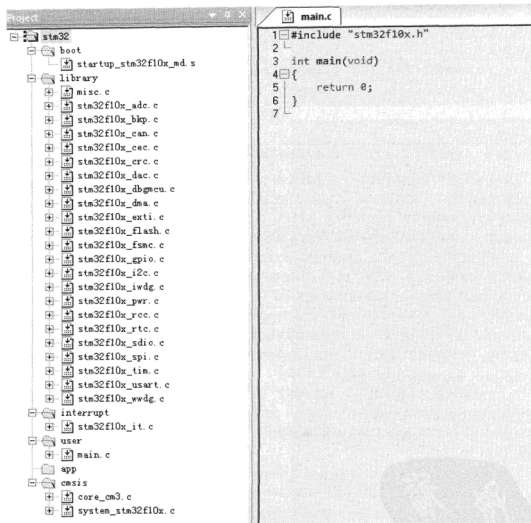 Project
stm32
boot
startup_stm32f10x_md.s
library
misc.c
stm32f10x_adc.c
stm32f10x_bkp.c
stm32f10x_can.c
stm32f10x_cec.c
stm32f10x_crc.c
stm32f10x_dac.c
stm32f10x_dbgmcu.c
stm32f10x_dma.c
stm32f10x_exti.c
stm32f10x_flash.c
stm32f10x_fsmc.c
stm32f10x_gpio.c
stm32f10x_i2c.c
stm32f10x_iwdg.c
stm32f10x_pwr.c
stm32f10x_rcc.c
stm32f10x_rtc.c
stm32f10x_sdio.c
stm32f10x_spi.c
stm32f10x_tim.c
stm32f10x_usart.c
stm32f10x_wwdg.c
interrupt
stm32f10x_it.c
user
main.c
app
cmsis
core_cm3.c
system_stm32f10x.c
main.c
1 #include "stm32f10x.h"
2
3 int main(void)
4 {
5 return 0;
6 }
7